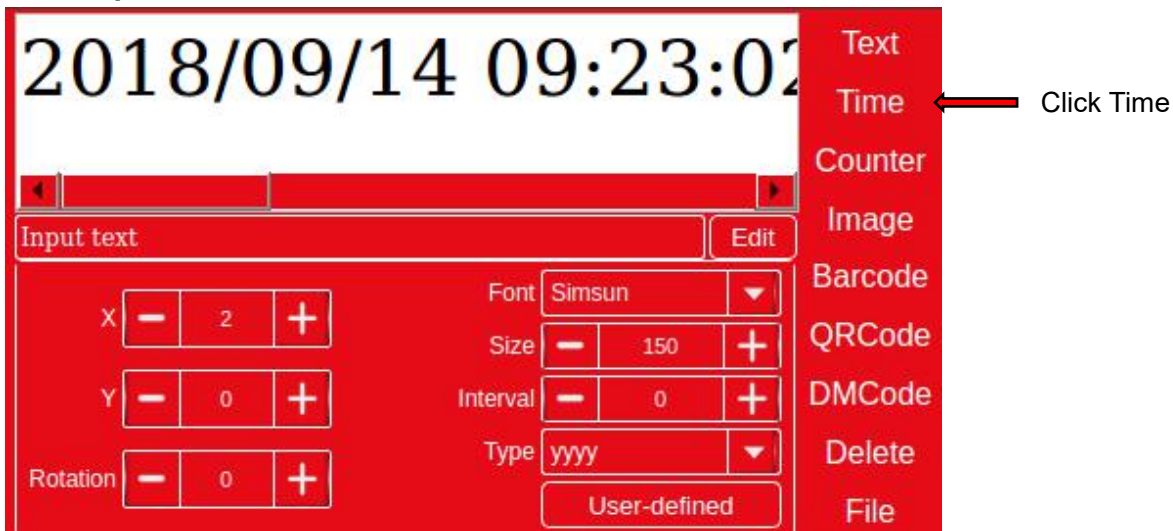 2018/09/14 09:23:02
Input text
Edit
X
2
Y
0
Rotation
0
Font
Simsun
Size
150
Interval
0
Type
yyyy
User-defined
Text
Time
Counter
Image
Barcode
QRCode
DMCode
Delete
File
Click Time